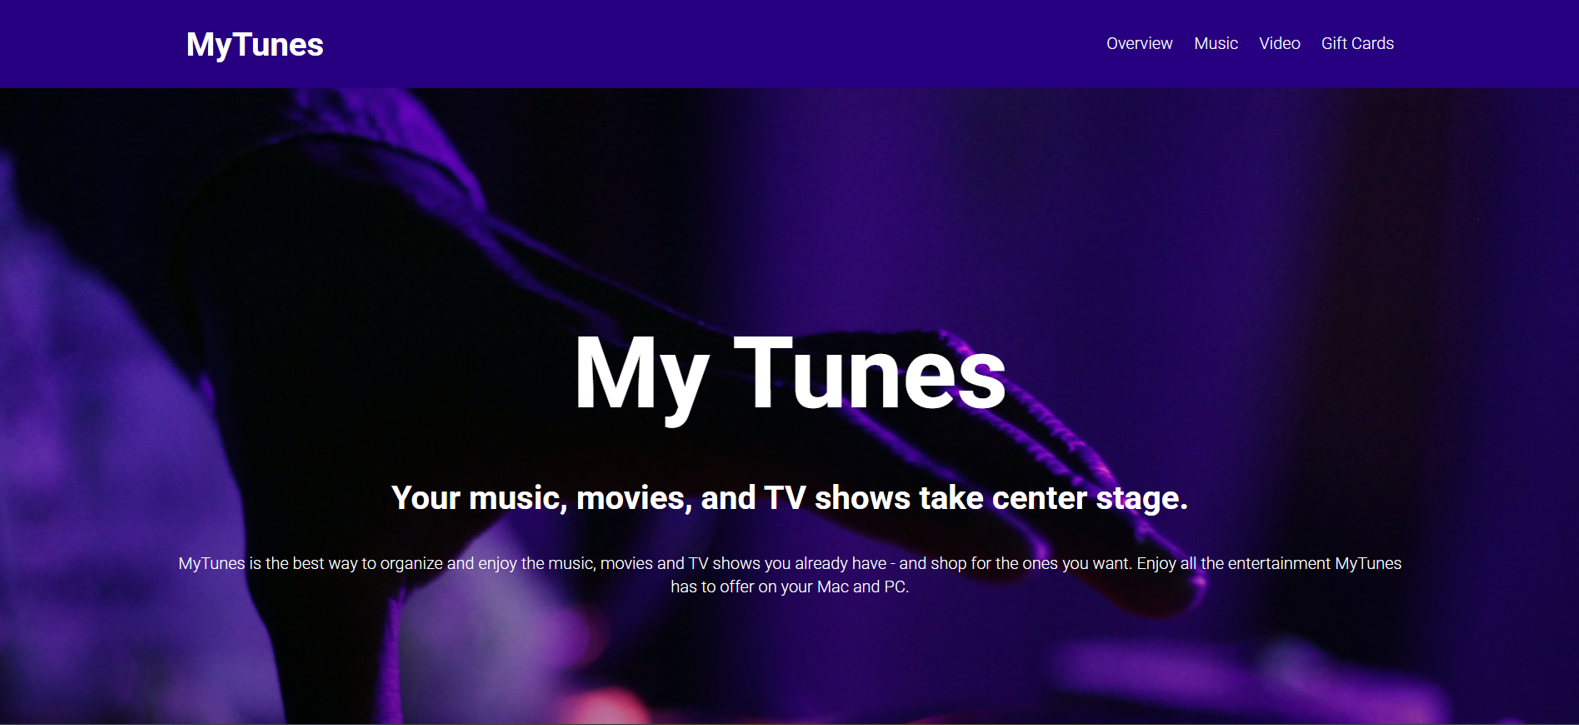 MyTunes
Overview Music Video Gift Cards
My Tunes
Your music, movies, and TV shows take center stage.
MyTunes is the best way to organize and enjoy the music, movies and TV shows you already have - and shop for the ones you want. Enjoy all the entertainment MyTunes
has to offer on your Mac and PC.